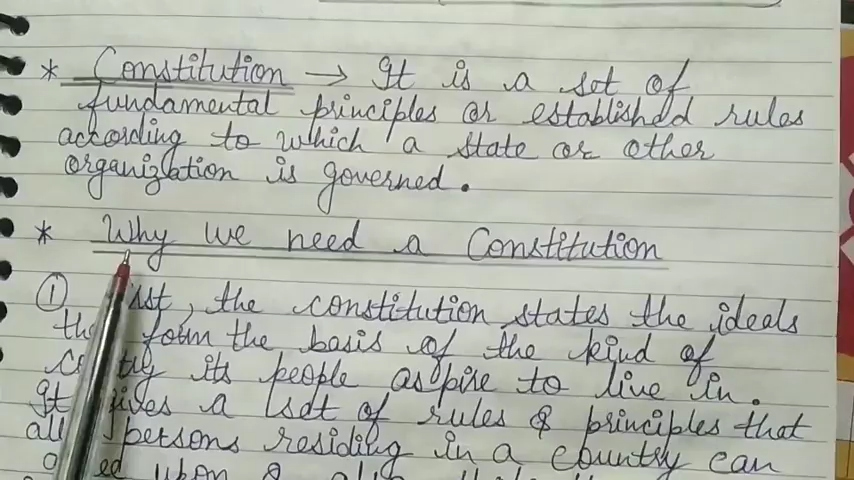 * Constitution → It is a set of
fundamental principles or established rules
according to which a state or other
organization is governed.
* Why we need a Constitution
① the constitution states the ideals
form the basis of the kind of
its people aspire to live in.
It a set of rules & principles that
persons residing in a country can
upon &